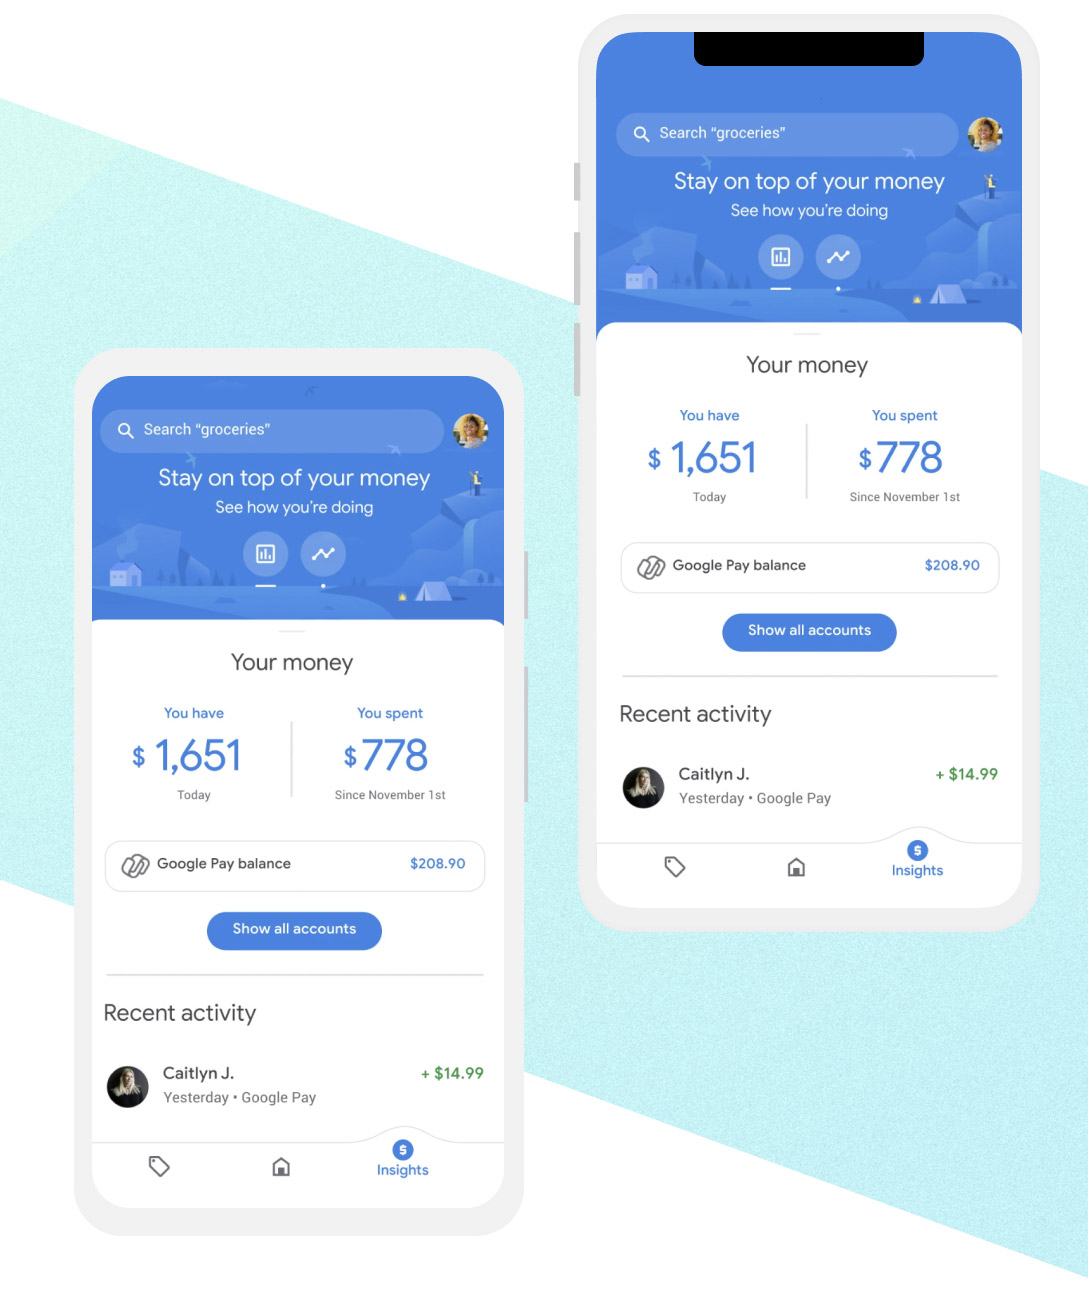 Search “groceries”
Stay on top of your money
See how you’re doing
Your money
You have
You spent
$ 1,651
$ 778
Today
Since November 1st
Google Pay balance
$208.90
Show all accounts
Recent activity
Caitlyn J.
+ $14.99
Yesterday • Google Pay
$
Insights
Search “groceries”
Stay on top of your money
See how you’re doing
Your money
You have
You spent
$ 1,651
$ 778
Today
Since November 1st
Google Pay balance
$208.90
Show all accounts
Recent activity
Caitlyn J.
+ $14.99
Yesterday • Google Pay
$
Insights